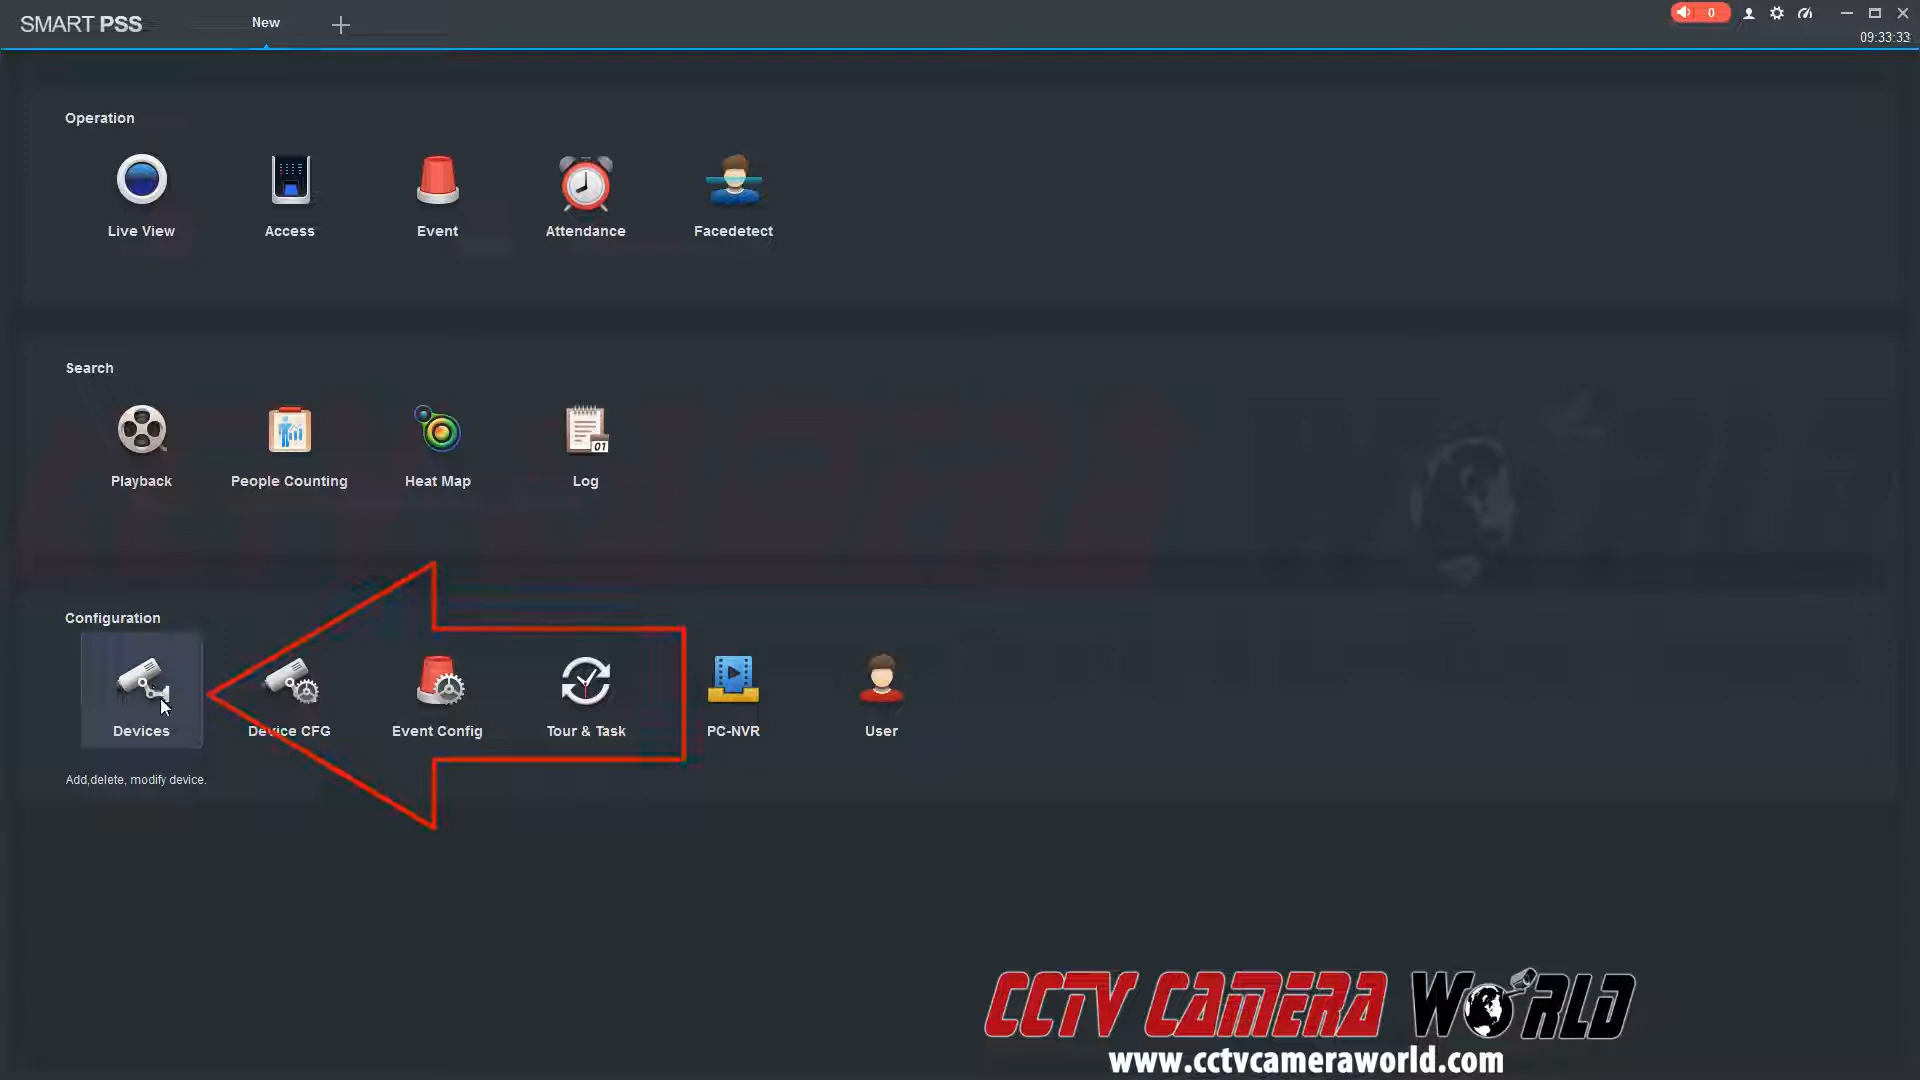 SMART PSS
New
0
09:33:33
Operation
Live View
Access
Event
Attendance
Facedetect
Search
Playback
People Counting
Heat Map
01
Log
Configuration
Devices
Device CFG
Event Config
Tour & Task
PC-NVR
User
Add,delete, modify device.
CCTV CAMERA WORLD
www.cctvcameraworld.com